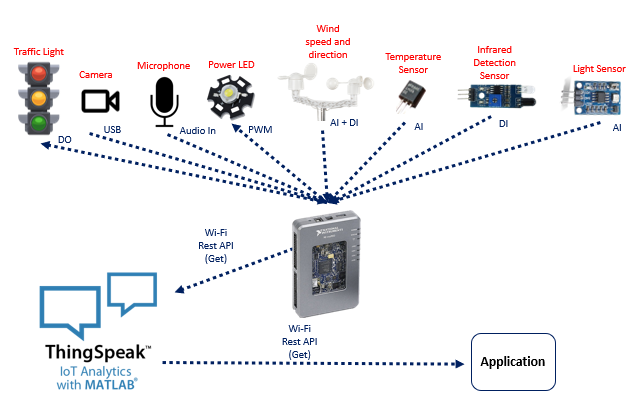 Traffic Light
Camera
Microphone
Power LED
Wind
speed and
direction
Temperature
Sensor
Infrared
Detection
Sensor
Light Sensor
DO
USB
Audio In
PWM
AI + DI
AI
DI
AI
Wi-Fi
Rest API
(Get)
ThingSpeak™
IoT Analytics
with MATLAB®
Wi-Fi
Rest API
(Get)
Application